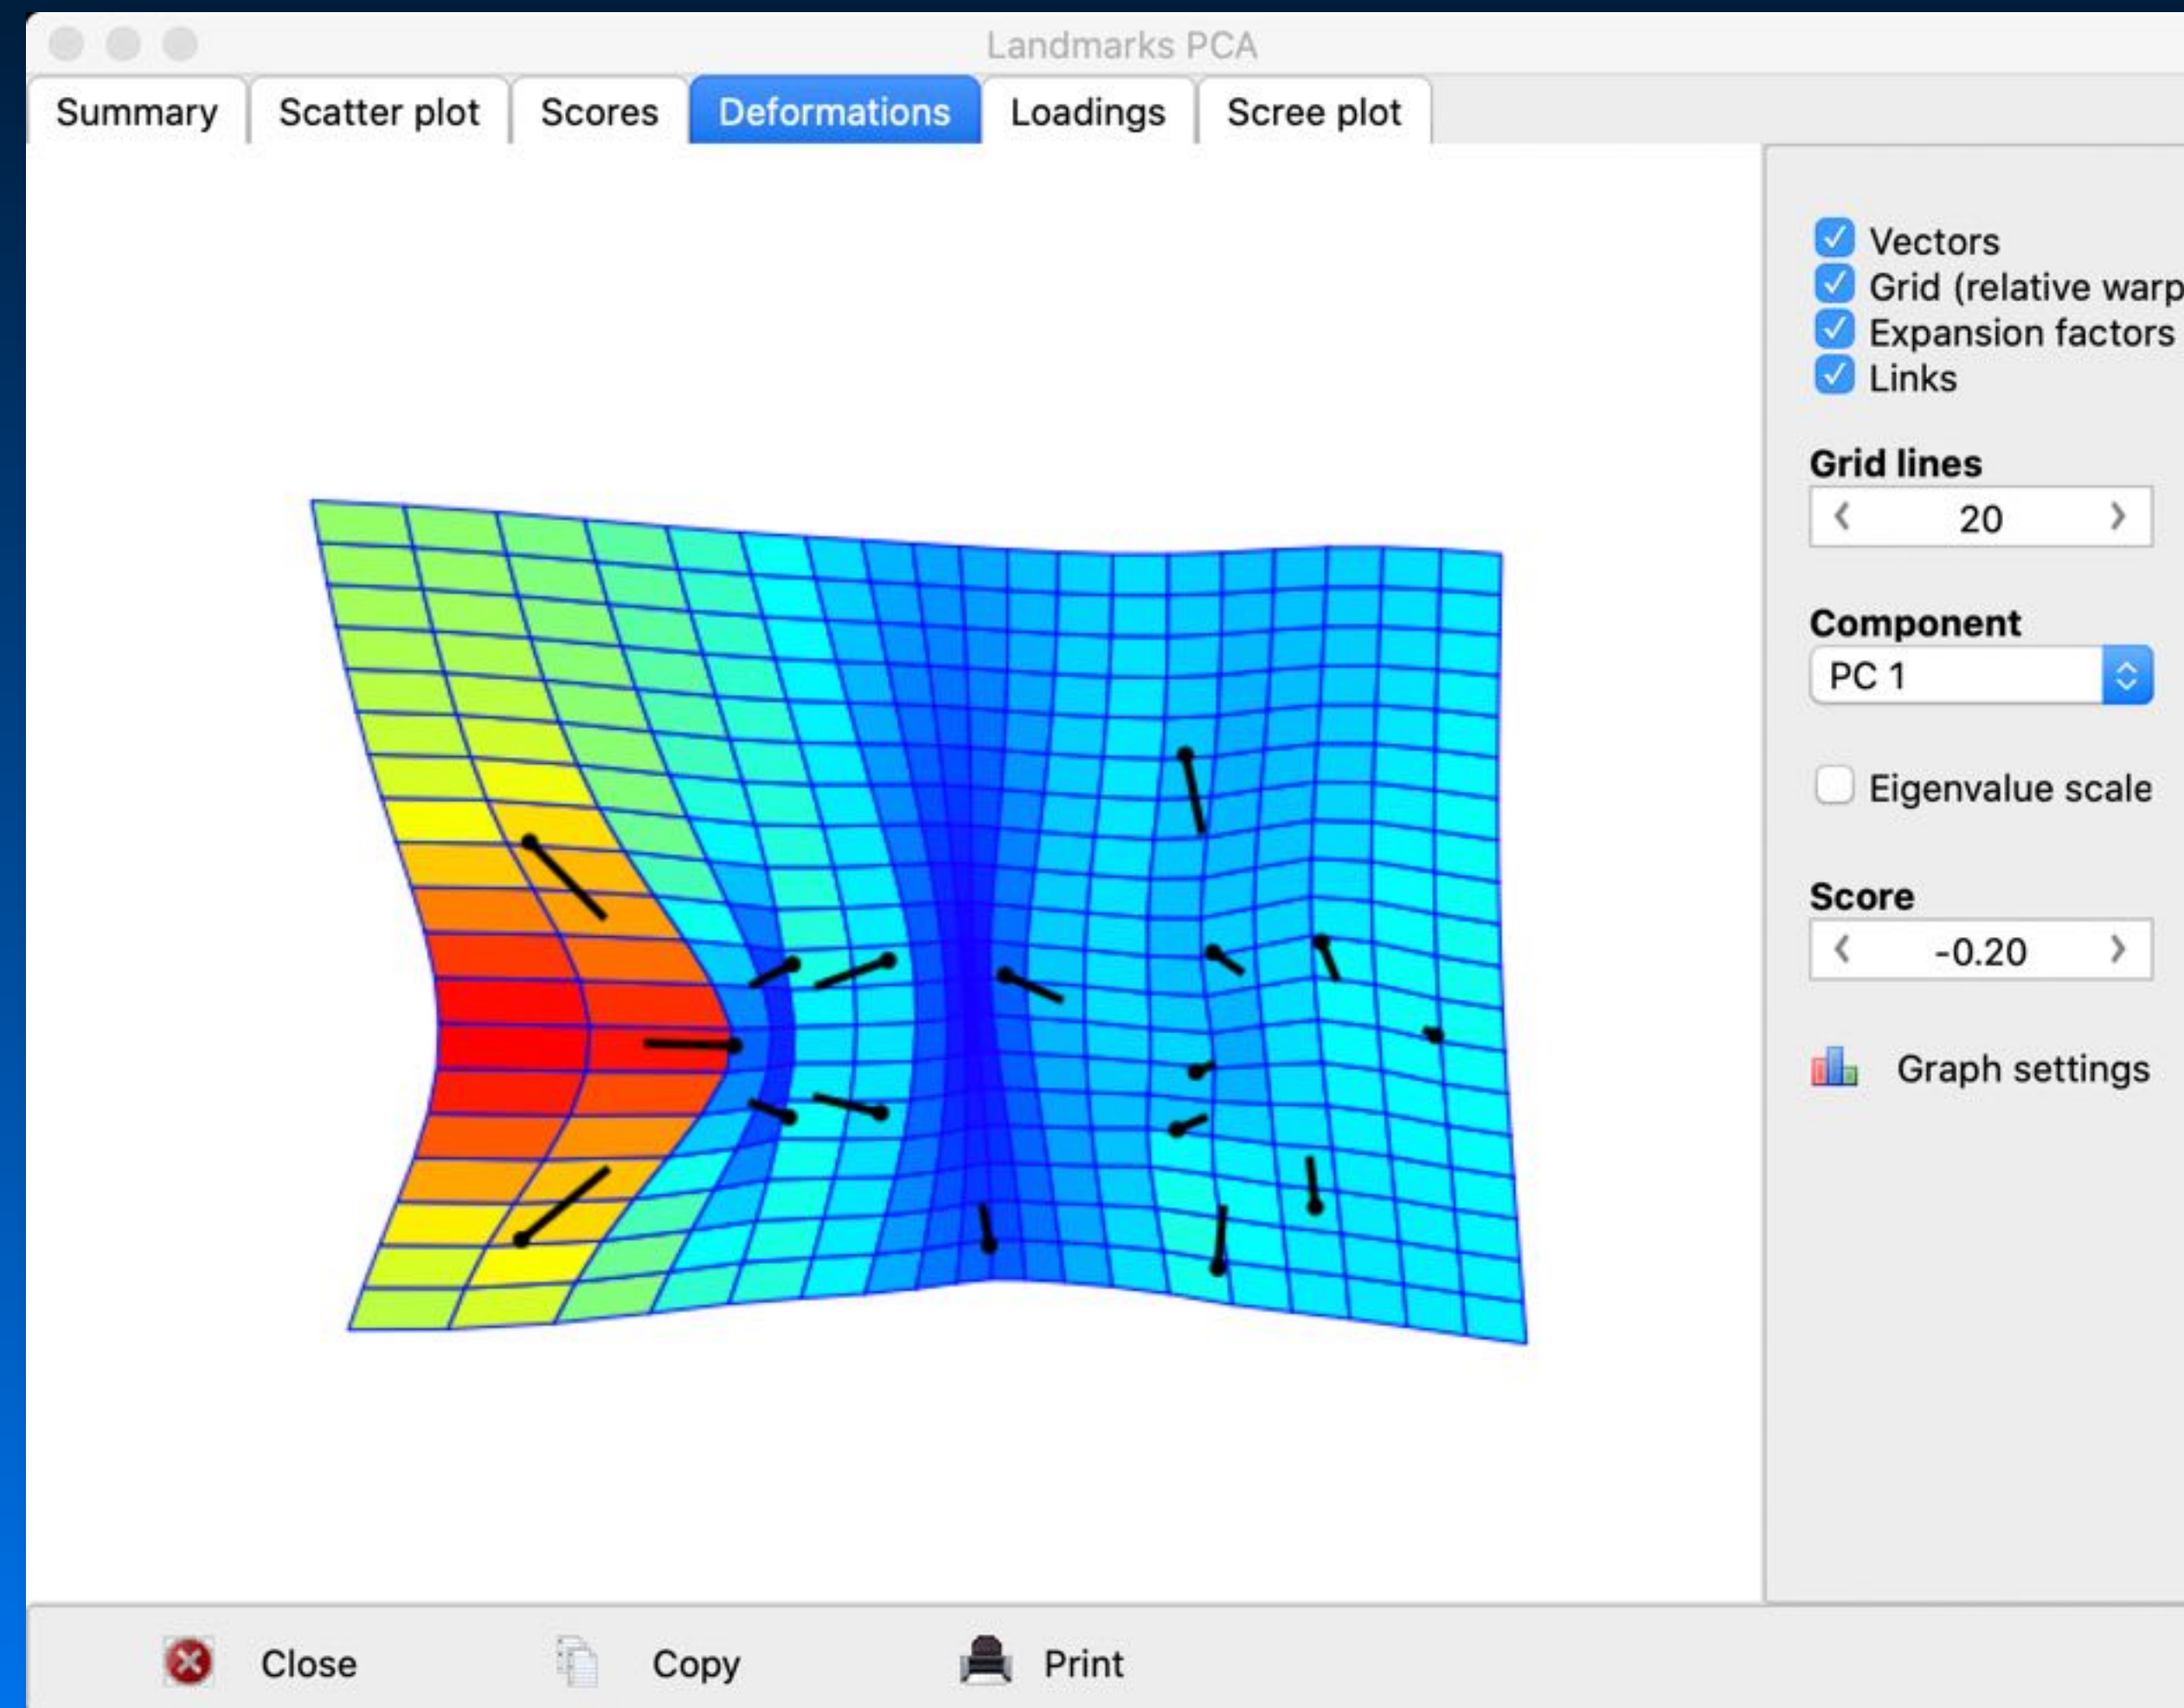 Landmarks PCA
Summary Scatter plot Scores Deformations Loadings Scree plot
Vectors
Grid (relative warp
Expansion factors
Links
Grid lines
20
Component
PC 1
Eigenvalue scale
Score
-0.20
Graph settings
Close Copy Print